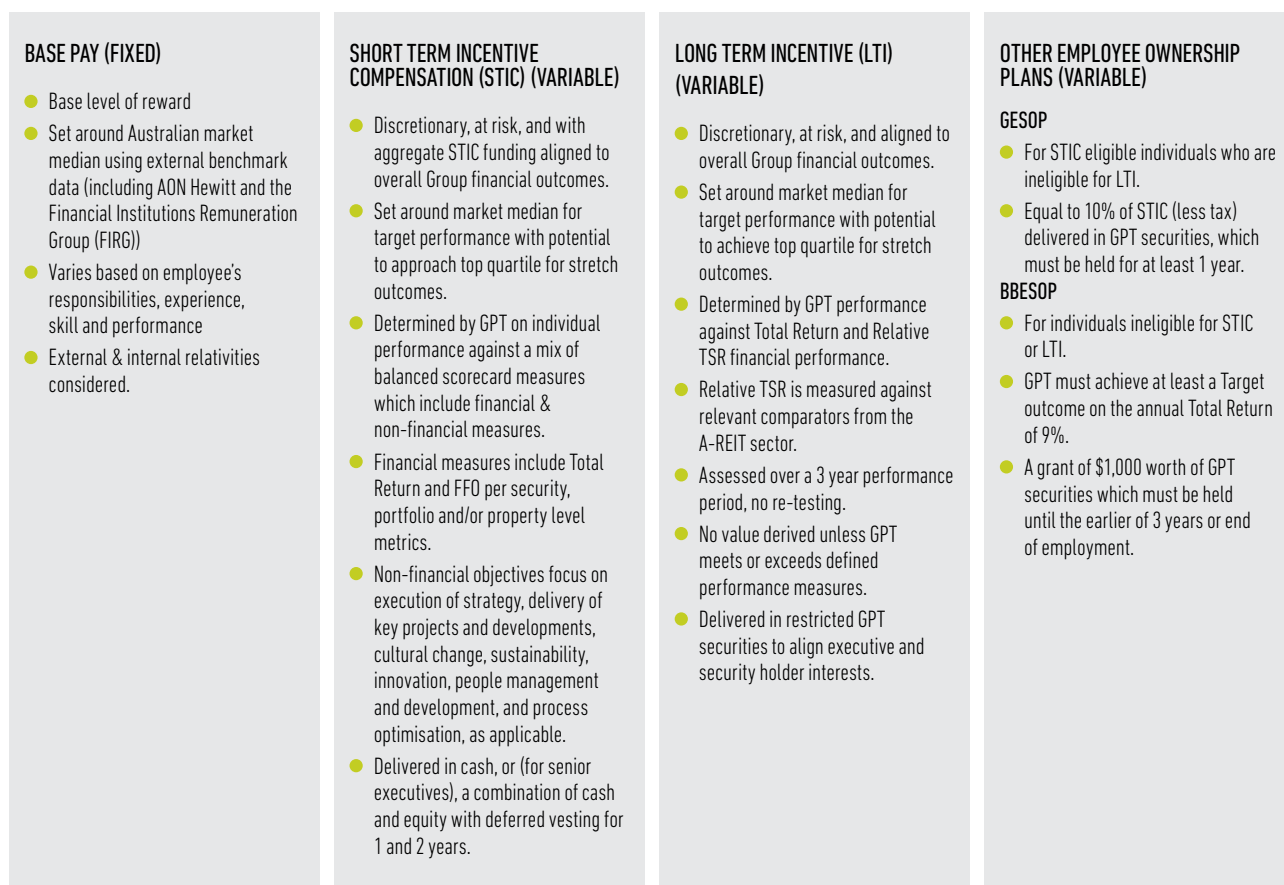 BASE PAY (FIXED)
Base level of reward
Set around Australian market
median using external benchmark
data (including AON Hewitt and the
Financial Institutions Remuneration
Group (FIRG))
Varies based on employee's
responsibilities, experience,
skill and performance
External & internal relativities
considered.
SHORT TERM INCENTIVE
COMPENSATION (STIC) (VARIABLE)
Discretionary, at risk, and with
aggregate STIC funding aligned to
overall Group financial outcomes.
Set around market median for
target performance with potential
to approach top quartile for stretch
outcomes.
Determined by GPT on individual
performance against a mix of
balanced scorecard measures
which include financial &
non-financial measures.
Financial measures include Total
Return and FFO per security,
portfolio and/or property level
metrics.
Non-financial objectives focus on
execution of strategy, delivery of
key projects and developments,
cultural change, sustainability,
innovation, people management
and development, and process
optimisation, as applicable.
Delivered in cash, or (for senior
executives), a combination of cash
and equity with deferred vesting for
1 and 2 years.
LONG TERM INCENTIVE (LTI)
(VARIABLE)
Discretionary, at risk, and aligned to
overall Group financial outcomes.
Set around market median for
target performance with potential
to achieve top quartile for stretch
outcomes.
Determined by GPT performance
against Total Return and Relative
TSR financial performance.
Relative TSR is measured against
relevant comparators from the
A-REIT sector.
Assessed over a 3 year performance
period, no re-testing.
No value derived unless GPT
meets or exceeds defined
performance measures.
Delivered in restricted GPT
securities to align executive and
security holder interests.
OTHER EMPLOYEE OWNERSHIP
PLANS (VARIABLE)
GESOP
For STIC eligible individuals who are
ineligible for LTI.
Equal to 10% of STIC (less tax)
delivered in GPT securities, which
must be held for at least 1 year.
BBESOP
For individuals ineligible for STIC
or LTI.
GPT must achieve at least a Target
outcome on the annual Total Return
of 9%.
A grant of $1,000 worth of GPT
securities which must be held
until the earlier of 3 years or end
of employment.